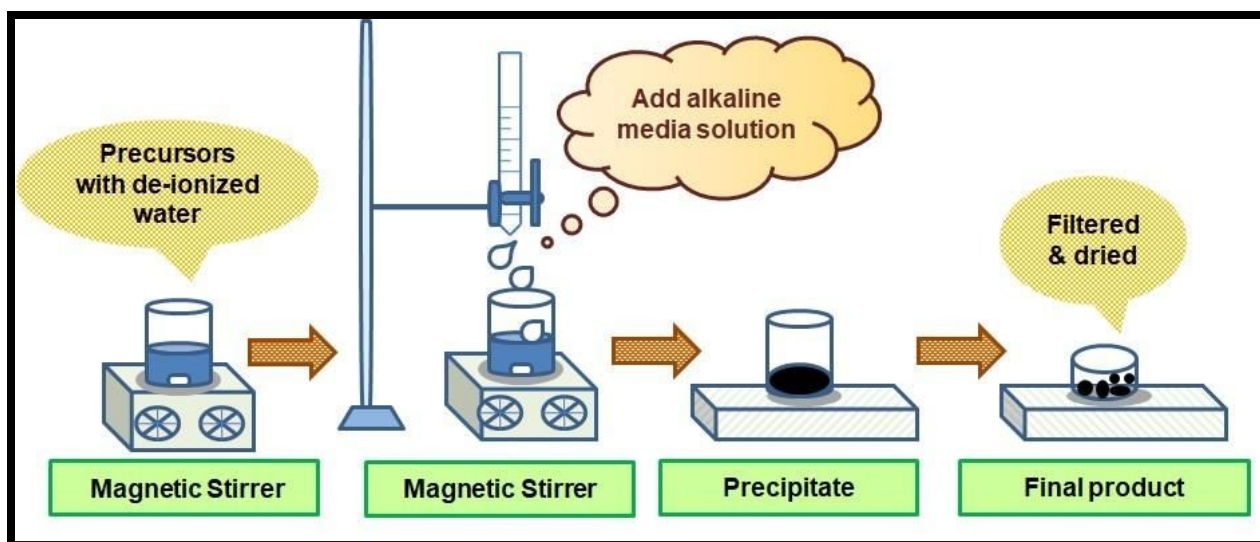 Precursors
with de-ionized
water
Add alkaline
media solution
Filtered
& dried
Magnetic Stirrer
Magnetic Stirrer
Precipitate
Final product